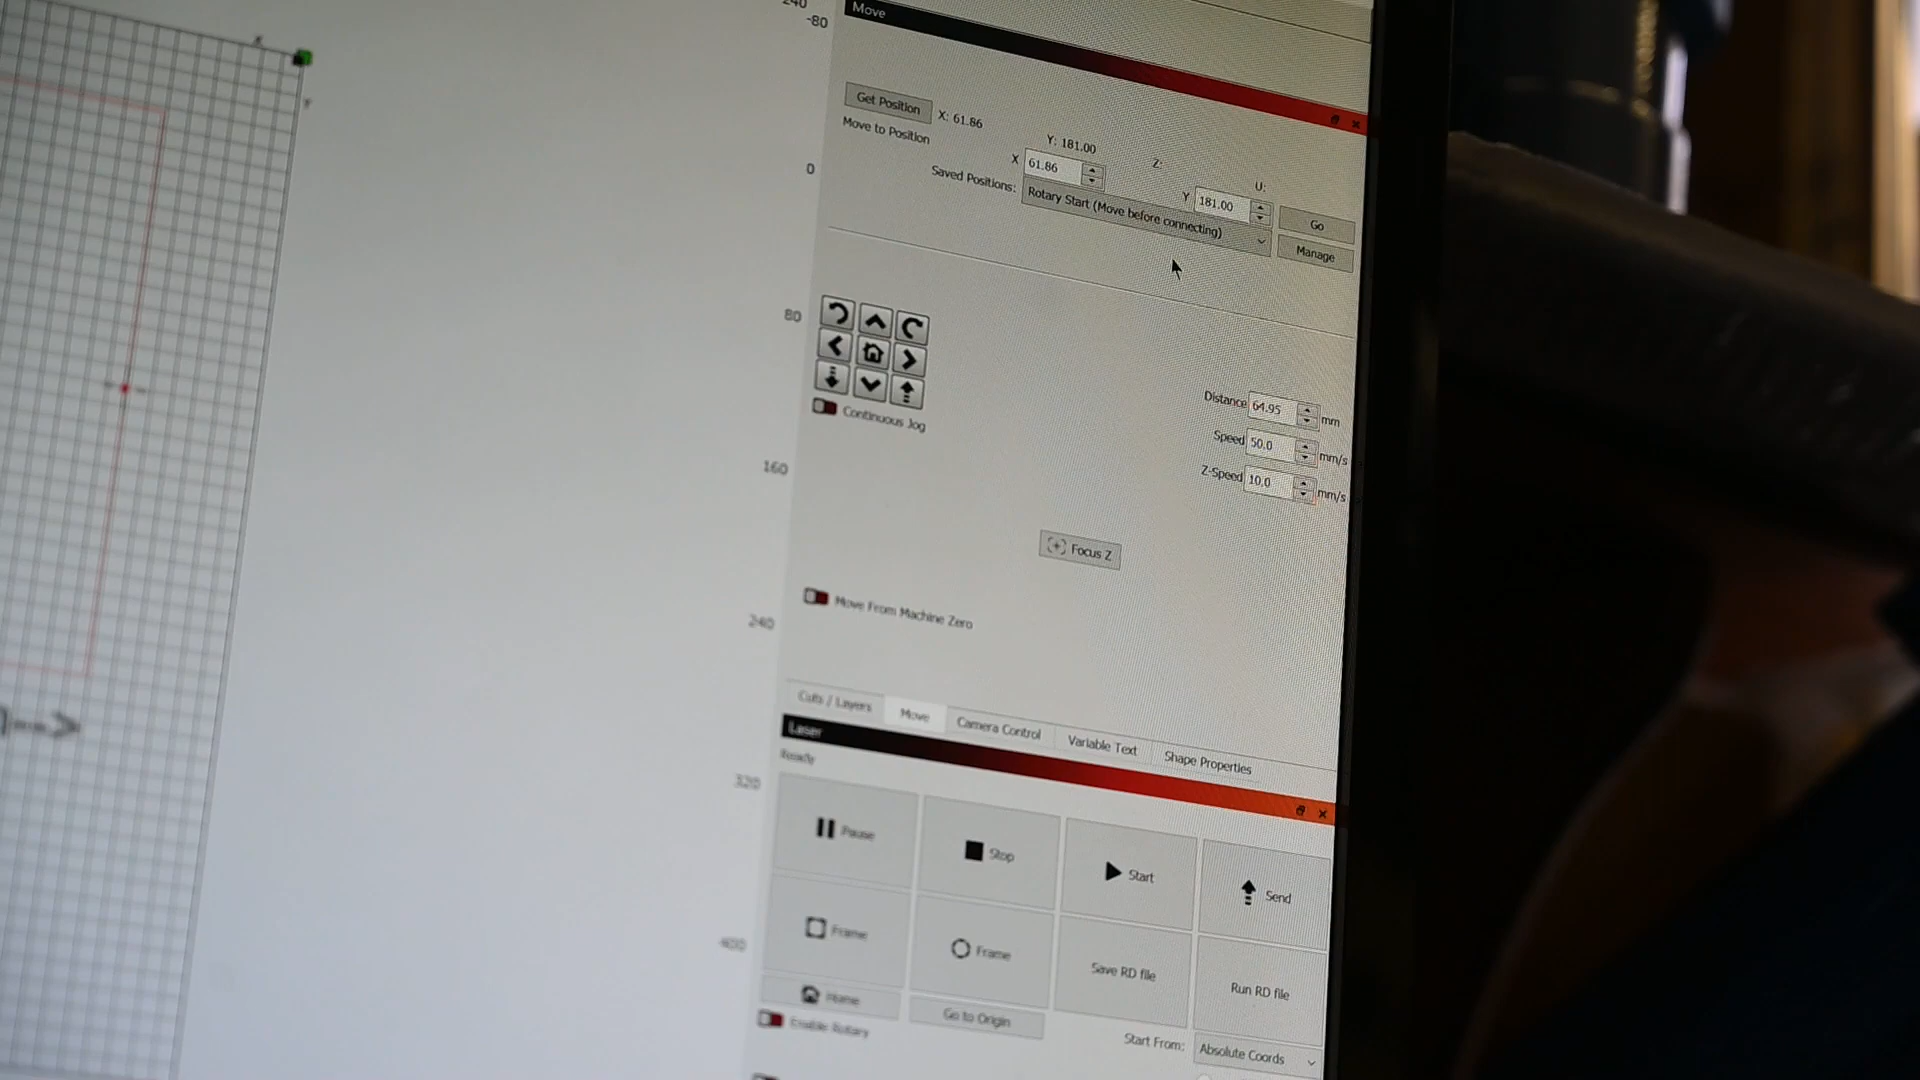 -80
0
80
160
240
320
400
X
Y
Move
Get Position X: 61.86 Y: 181.00 Z: U:
Move to Position X 61.86 Y 181.00 Go
Saved Positions: Rotary Start (Move before connecting) Manage
Continuous Jog
Distance 64.95 mm
Speed 50.0 mm/s
Z-Speed 10.0 mm/s
Focus Z
Move From Machine Zero
Cuts / Layers Move Camera Control Variable Text Shape Properties
Laser
Ready
Pause Stop Start Send
Frame Frame Save RD file Run RD file
Home Go to Origin Start From: Absolute Coords
Enable Rotary